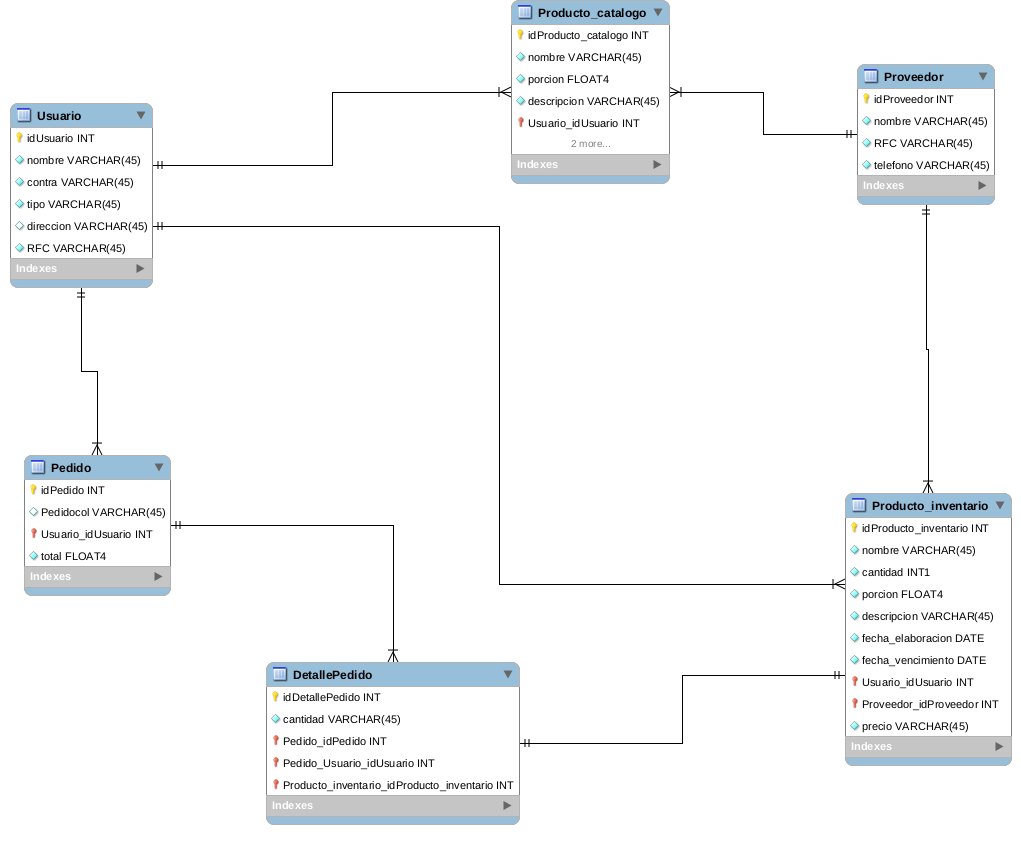 Producto_catalogo
idProducto_catalogo INT
nombre VARCHAR(45)
porcion FLOAT4
descripcion VARCHAR(45)
Usuario_idUsuario INT
2 more...
Indexes
Proveedor
idProveedor INT
nombre VARCHAR(45)
RFC VARCHAR(45)
telefono VARCHAR(45)
Indexes
Usuario
idUsuario INT
nombre VARCHAR(45)
contra VARCHAR(45)
tipo VARCHAR(45)
direccion VARCHAR(45)
RFC VARCHAR(45)
Indexes
Pedido
idPedido INT
Pedidocol VARCHAR(45)
Usuario_idUsuario INT
total FLOAT4
Indexes
Producto_inventario
idProducto_inventario INT
nombre VARCHAR(45)
cantidad INT1
porcion FLOAT4
descripcion VARCHAR(45)
fecha_elaboracion DATE
fecha_vencimiento DATE
Usuario_idUsuario INT
Proveedor_idProveedor INT
precio VARCHAR(45)
Indexes
DetallePedido
idDetallePedido INT
cantidad VARCHAR(45)
Pedido_idPedido INT
Pedido_Usuario_idUsuario INT
Producto_inventario_idProducto_inventario INT
Indexes